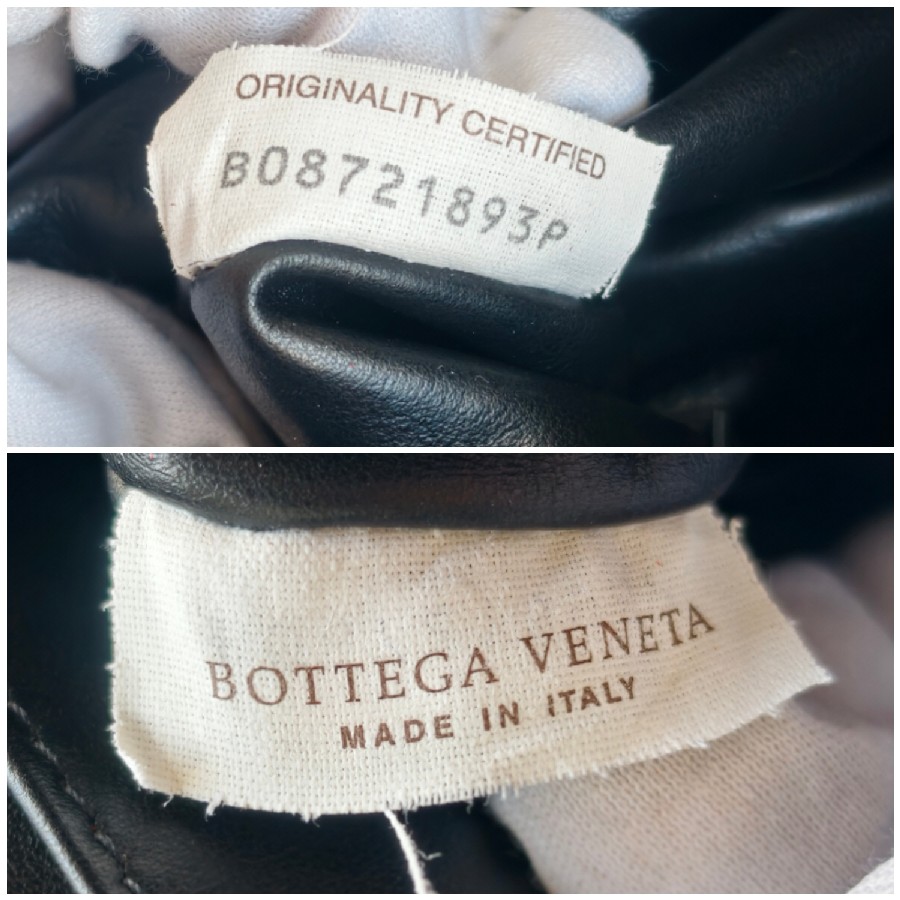 ORIGINALITY CERTIFIED
B08721893P
BOTTEGA VENETA
MADE IN ITALY